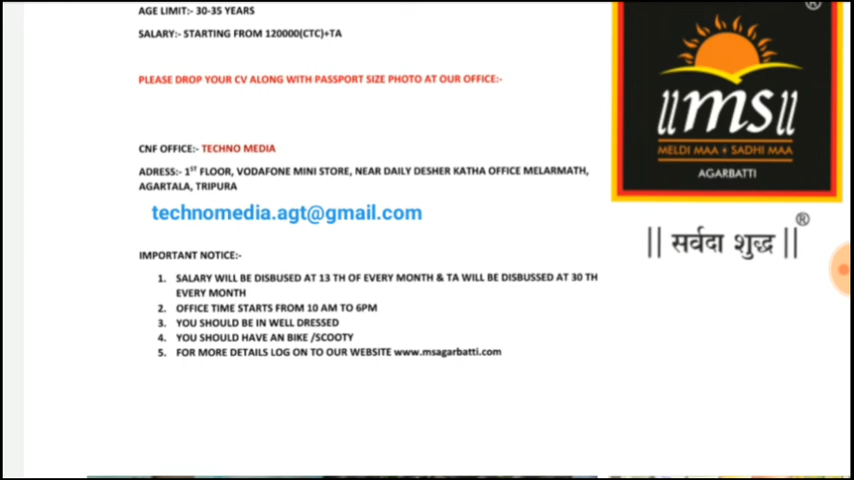 AGE LIMIT:- 30-35 YEARS
SALARY:- STARTING FROM 120000(CTC)+TA
PLEASE DROP YOUR CV ALONG WITH PASSPORT SIZE PHOTO AT OUR OFFICE:-
CNF OFFICE:- TECHNO MEDIA
ADRESS:- 1ST FLOOR, VODAFONE MINI STORE, NEAR DAILY DESHER KATHA OFFICE MELARMATH,
AGARTALA, TRIPURA
technomedia.agt@gmail.com
IMPORTANT NOTICE:-
1. SALARY WILL BE DISBUSED AT 13 TH OF EVERY MONTH & TA WILL BE DISBUSSED AT 30 TH
EVERY MONTH
2. OFFICE TIME STARTS FROM 10 AM TO 6PM
3. YOU SHOULD BE IN WELL DRESSED
4. YOU SHOULD HAVE AN BIKE /SCOOTY
5. FOR MORE DETAILS LOG ON TO OUR WEBSITE www.msagarbatti.com
®
||ms||
MELDI MAA • SADHI MAA
AGARBATTI
|| सर्वदा शुद्ध ||®